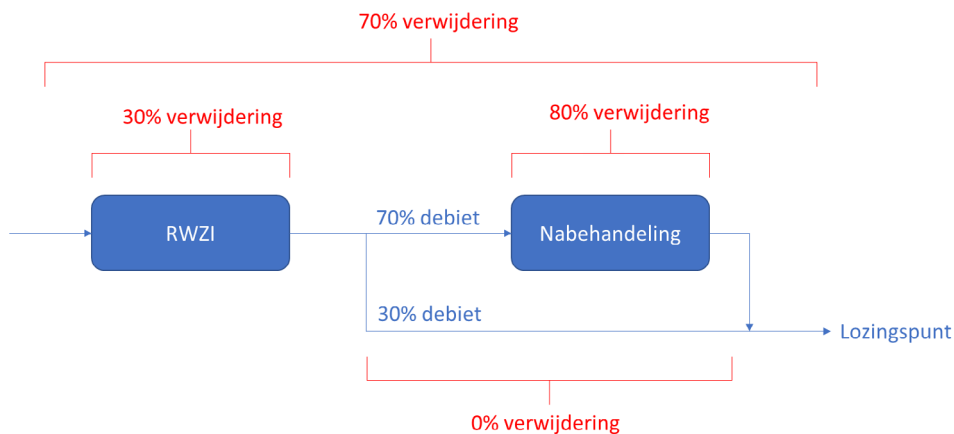 70% verwijdering
30% verwijdering
80% verwijdering
RWZI
70% debiet
Nabehandeling
30% debiet
Lozingspunt
0% verwijdering